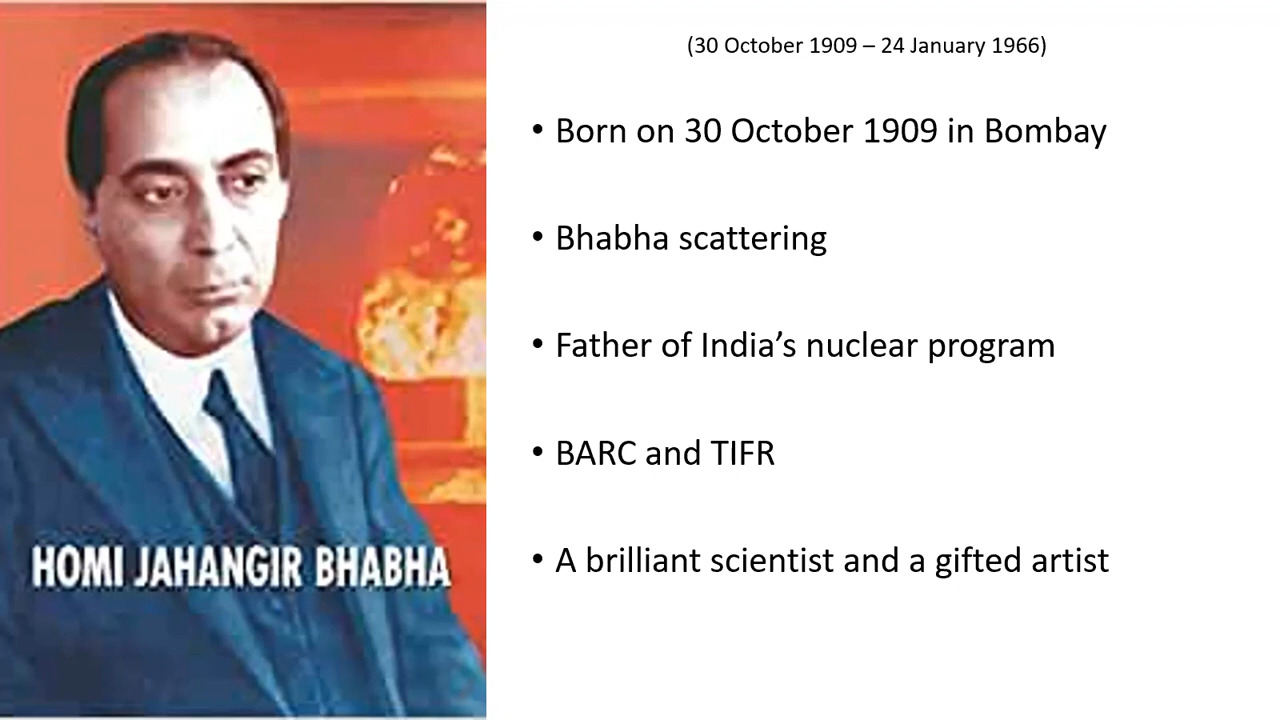 (30 October 1909 – 24 January 1966)
• Born on 30 October 1909 in Bombay
• Bhabha scattering
• Father of India’s nuclear program
• BARC and TIFR
• A brilliant scientist and a gifted artist
HOMI JAHANGIR BHABHA